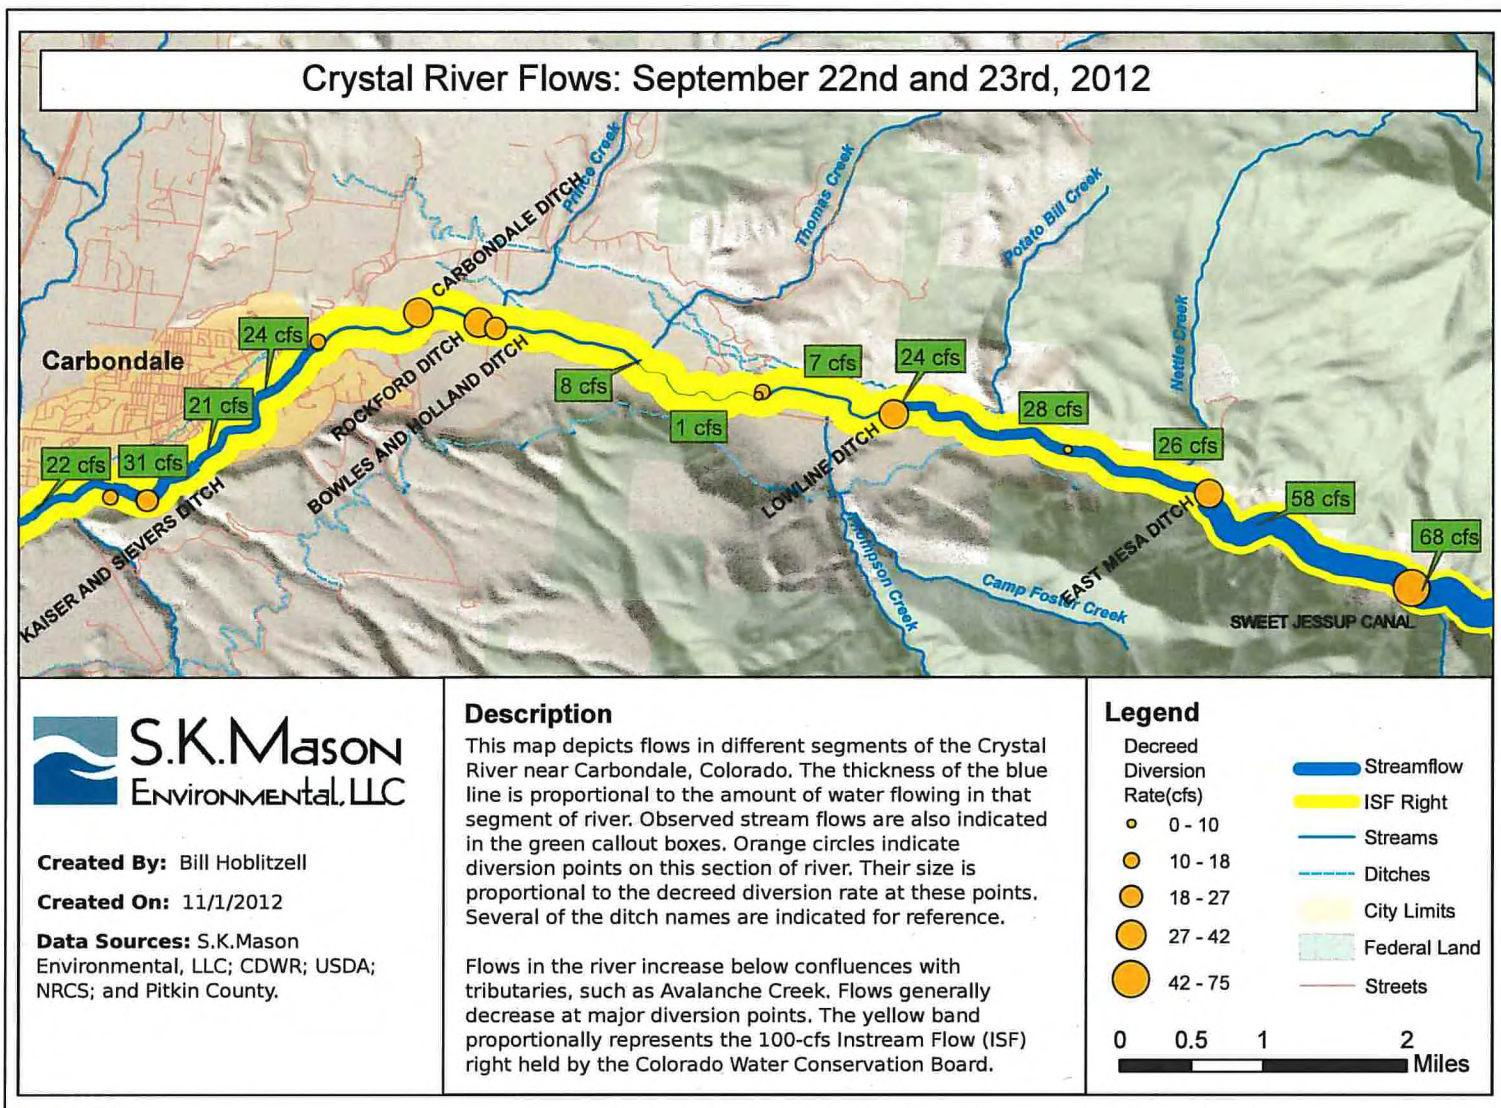 Crystal River Flows: September 22nd and 23rd, 2012
Prince Creek
Thomas Creek
Potato Bill Creek
Nettle Creek
CARBONDALE DITCH
24 cfs
Carbondale
ROCKFORD DITCH
BOWLES AND HOLLAND DITCH
8 cfs
7 cfs
24 cfs
21 cfs
1 cfs
28 cfs
22 cfs
31 cfs
26 cfs
LOWLINE DITCH
58 cfs
KAISER AND SIEVERS DITCH
EAST MESA DITCH
68 cfs
Thompson Creek
Camp Foster Creek
SWEET JESSUP CANAL
S.K.Mason
Environmental, LLC
Created By: Bill Hoblitzell
Created On: 11/1/2012
Data Sources: S.K.Mason
Environmental, LLC; CDWR; USDA;
NRCS; and Pitkin County.
Description
This map depicts flows in different segments of the Crystal
River near Carbondale, Colorado. The thickness of the blue
line is proportional to the amount of water flowing in that
segment of river. Observed stream flows are also indicated
in the green callout boxes. Orange circles indicate
diversion points on this section of river. Their size is
proportional to the decreed diversion rate at these points.
Several of the ditch names are indicated for reference.
Flows in the river increase below confluences with
tributaries, such as Avalanche Creek. Flows generally
decrease at major diversion points. The yellow band
proportionally represents the 100-cfs Instream Flow (ISF)
right held by the Colorado Water Conservation Board.
Legend
Decreed
Diversion
Rate(cfs)
0 - 10
10 - 18
18 - 27
27 - 42
42 - 75
Streamflow
ISF Right
Streams
Ditches
City Limits
Federal Land
Streets
0 0.5 1 2
Miles